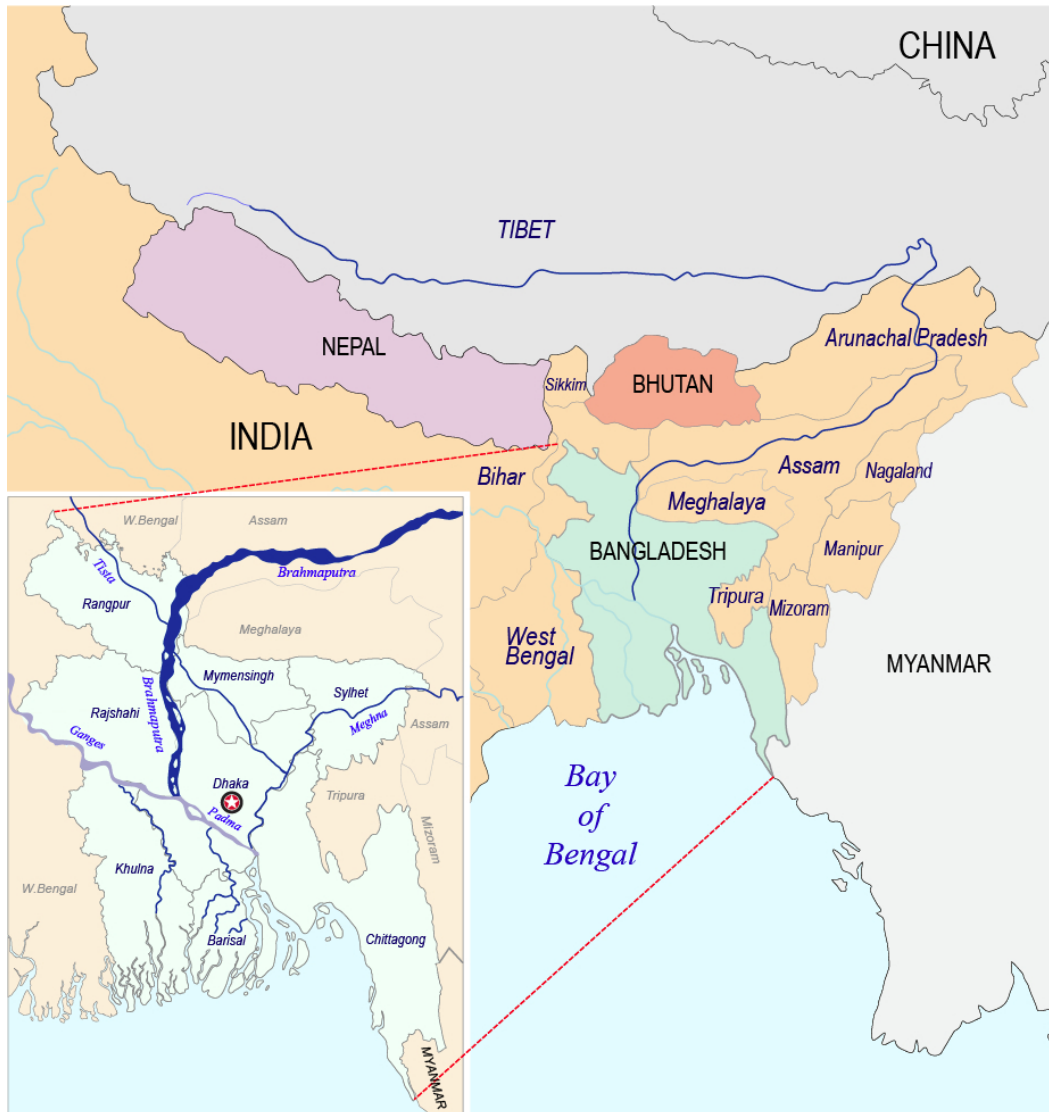 CHINA
TIBET
NEPAL
Sikkim
BHUTAN
Arunachal Pradesh
INDIA
Bihar
Assam
Nagaland
Meghalaya
BANGLADESH
Manipur
Tripura
Mizoram
West
Bengal
MYANMAR
Bay
of
Bengal
W.Bengal
Assam
Tista
Brahmaputra
Rangpur
Meghalaya
Mymensingh
Sylhet
Brahmaputra
Rajshahi
Meghna
Ganges
Assam
Dhaka
Padma
Tripura
Mizoram
Khulna
W.Bengal
Barisal
Chittagong
MYANMAR